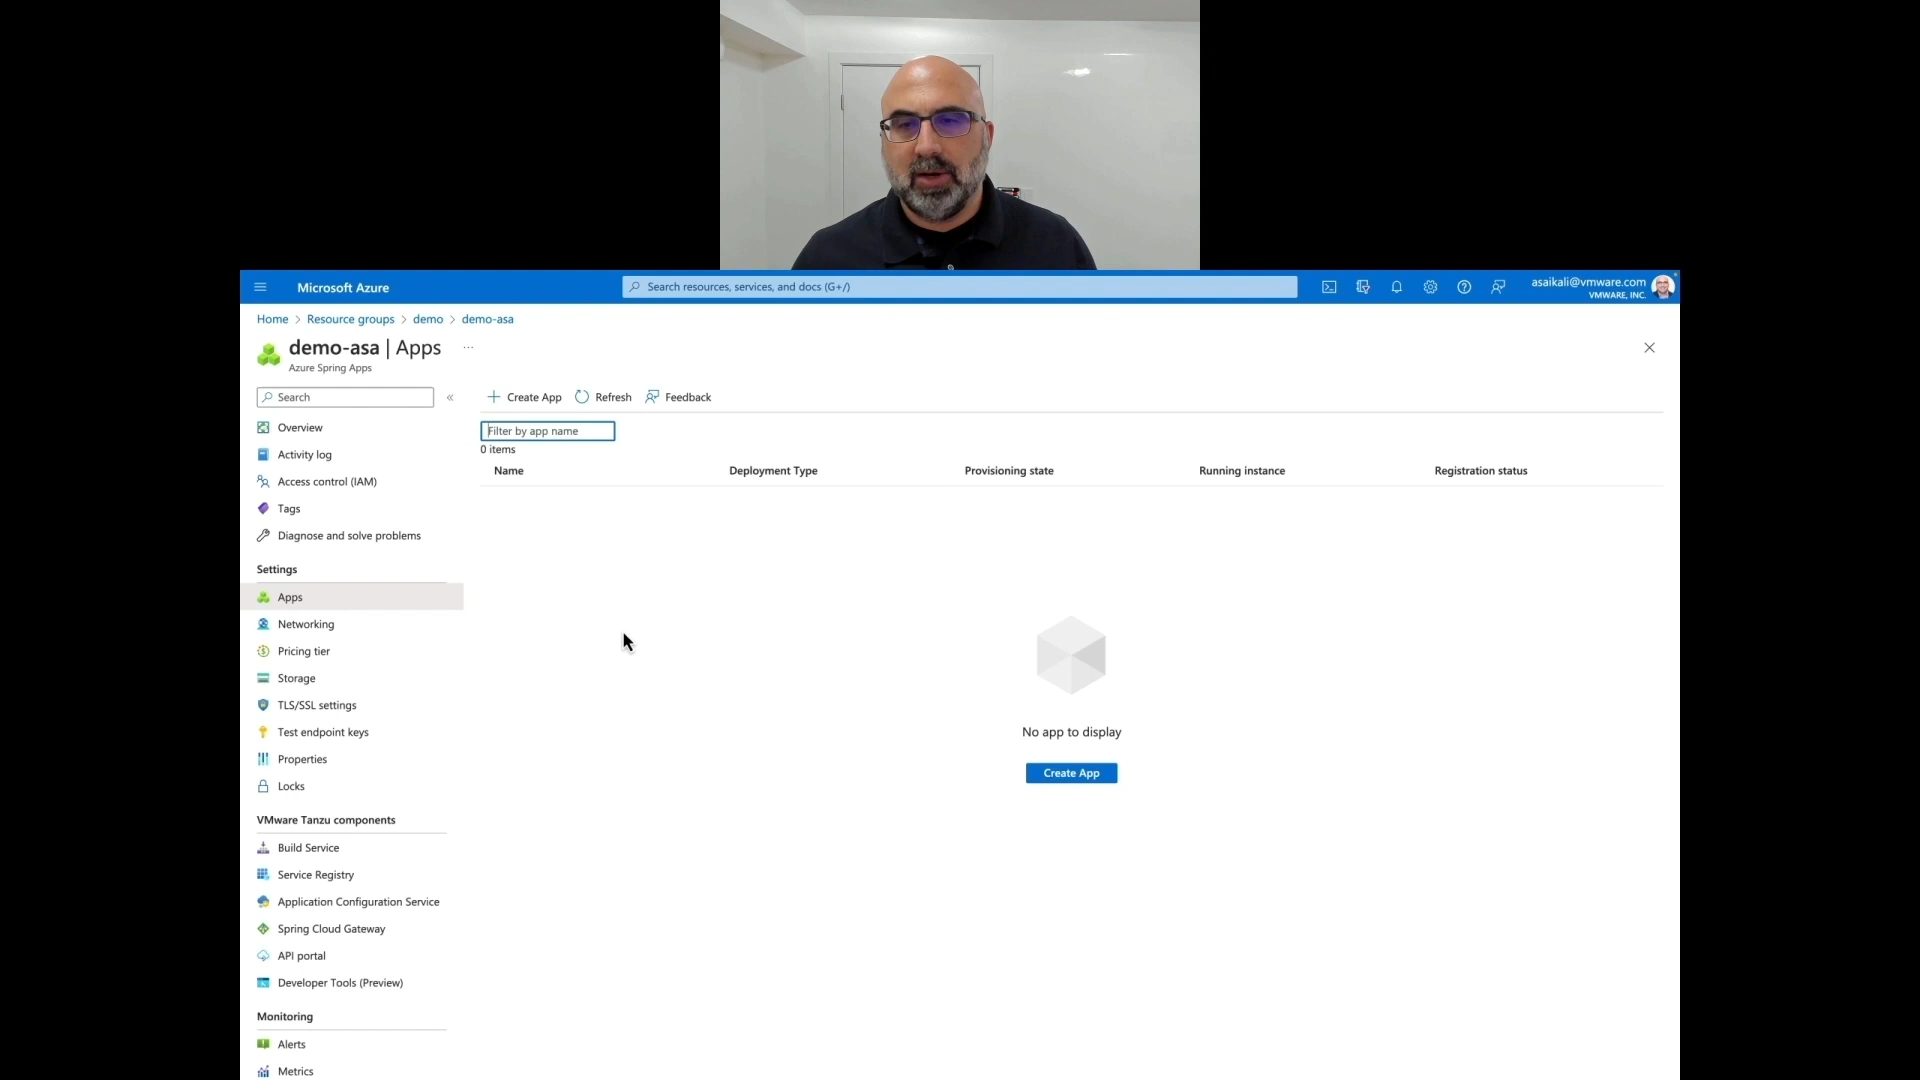 Microsoft Azure
Search resources, services, and docs (G+/)
asaikali@vmware.com
VMWARE, INC.
Home > Resource groups > demo > demo-asa
demo-asa | Apps ...
Azure Spring Apps
Search «
Create App
Refresh
Feedback
Filter by app name
0 items
Name Deployment Type Provisioning state Running instance Registration status
Overview
Activity log
Access control (IAM)
Tags
Diagnose and solve problems
Settings
Apps
Networking
Pricing tier
Storage
TLS/SSL settings
Test endpoint keys
Properties
Locks
VMware Tanzu components
Build Service
Service Registry
Application Configuration Service
Spring Cloud Gateway
API portal
Developer Tools (Preview)
Monitoring
Alerts
Metrics
No app to display
Create App